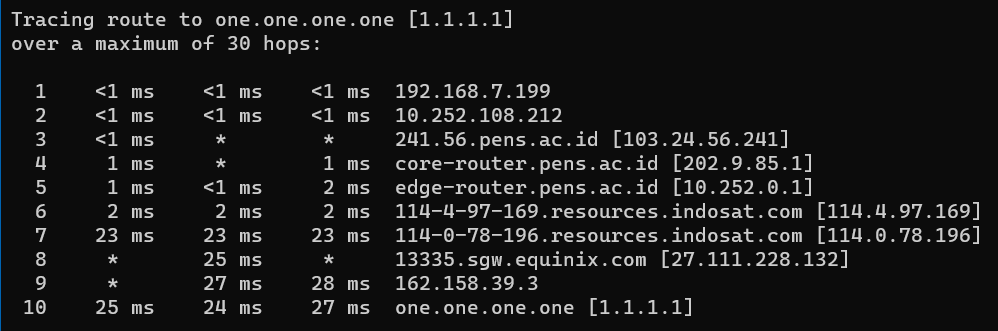 Tracing route to one.one.one.one [1.1.1.1]
over a maximum of 30 hops:
1 <1 ms <1 ms <1 ms 192.168.7.199
2 <1 ms <1 ms <1 ms 10.252.108.212
3 <1 ms * * 241.56.pens.ac.id [103.24.56.241]
4 1 ms * 1 ms core-router.pens.ac.id [202.9.85.1]
5 1 ms <1 ms 2 ms edge-router.pens.ac.id [10.252.0.1]
6 2 ms 2 ms 2 ms 114-4-97-169.resources.indosat.com [114.4.97.169]
7 23 ms 23 ms 23 ms 114-0-78-196.resources.indosat.com [114.0.78.196]
8 * 25 ms * 13335.sgw.equinix.com [27.111.228.132]
9 * 27 ms 28 ms 162.158.39.3
10 25 ms 24 ms 27 ms one.one.one.one [1.1.1.1]